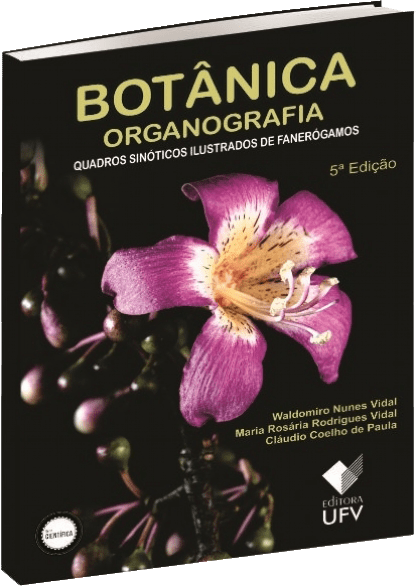 BOTÂNICA
ORGANOGRAFIA
QUADROS SINÓTICOS ILUSTRADOS DE FANERÓGAMOS
5ª Edição
Waldomiro Nunes Vidal
Maria Rosária Rodrigues Vidal
Cláudio Coelho de Paula
EDITORA
UFV
CIENTÍFICA